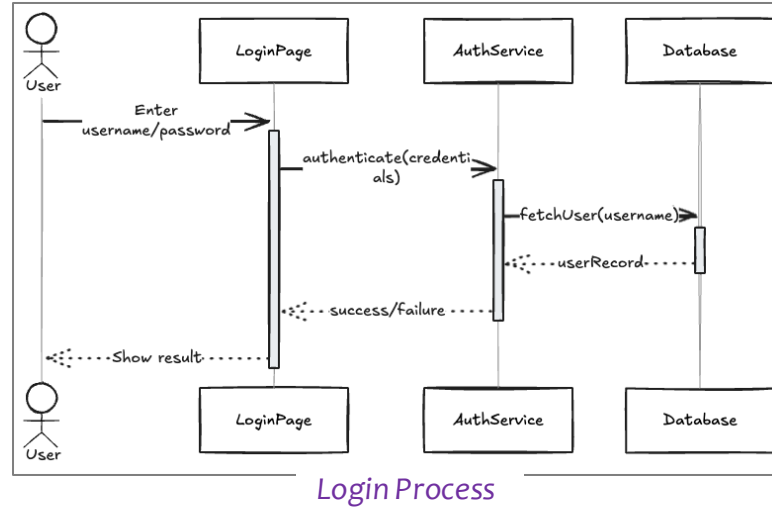 LoginPage
AuthService
Database
User
Enter
username/password
authenticate(credenti
als)
fetchUser(username)
userRecord
success/failure
Show result
LoginPage
AuthService
Database
User
Login Process